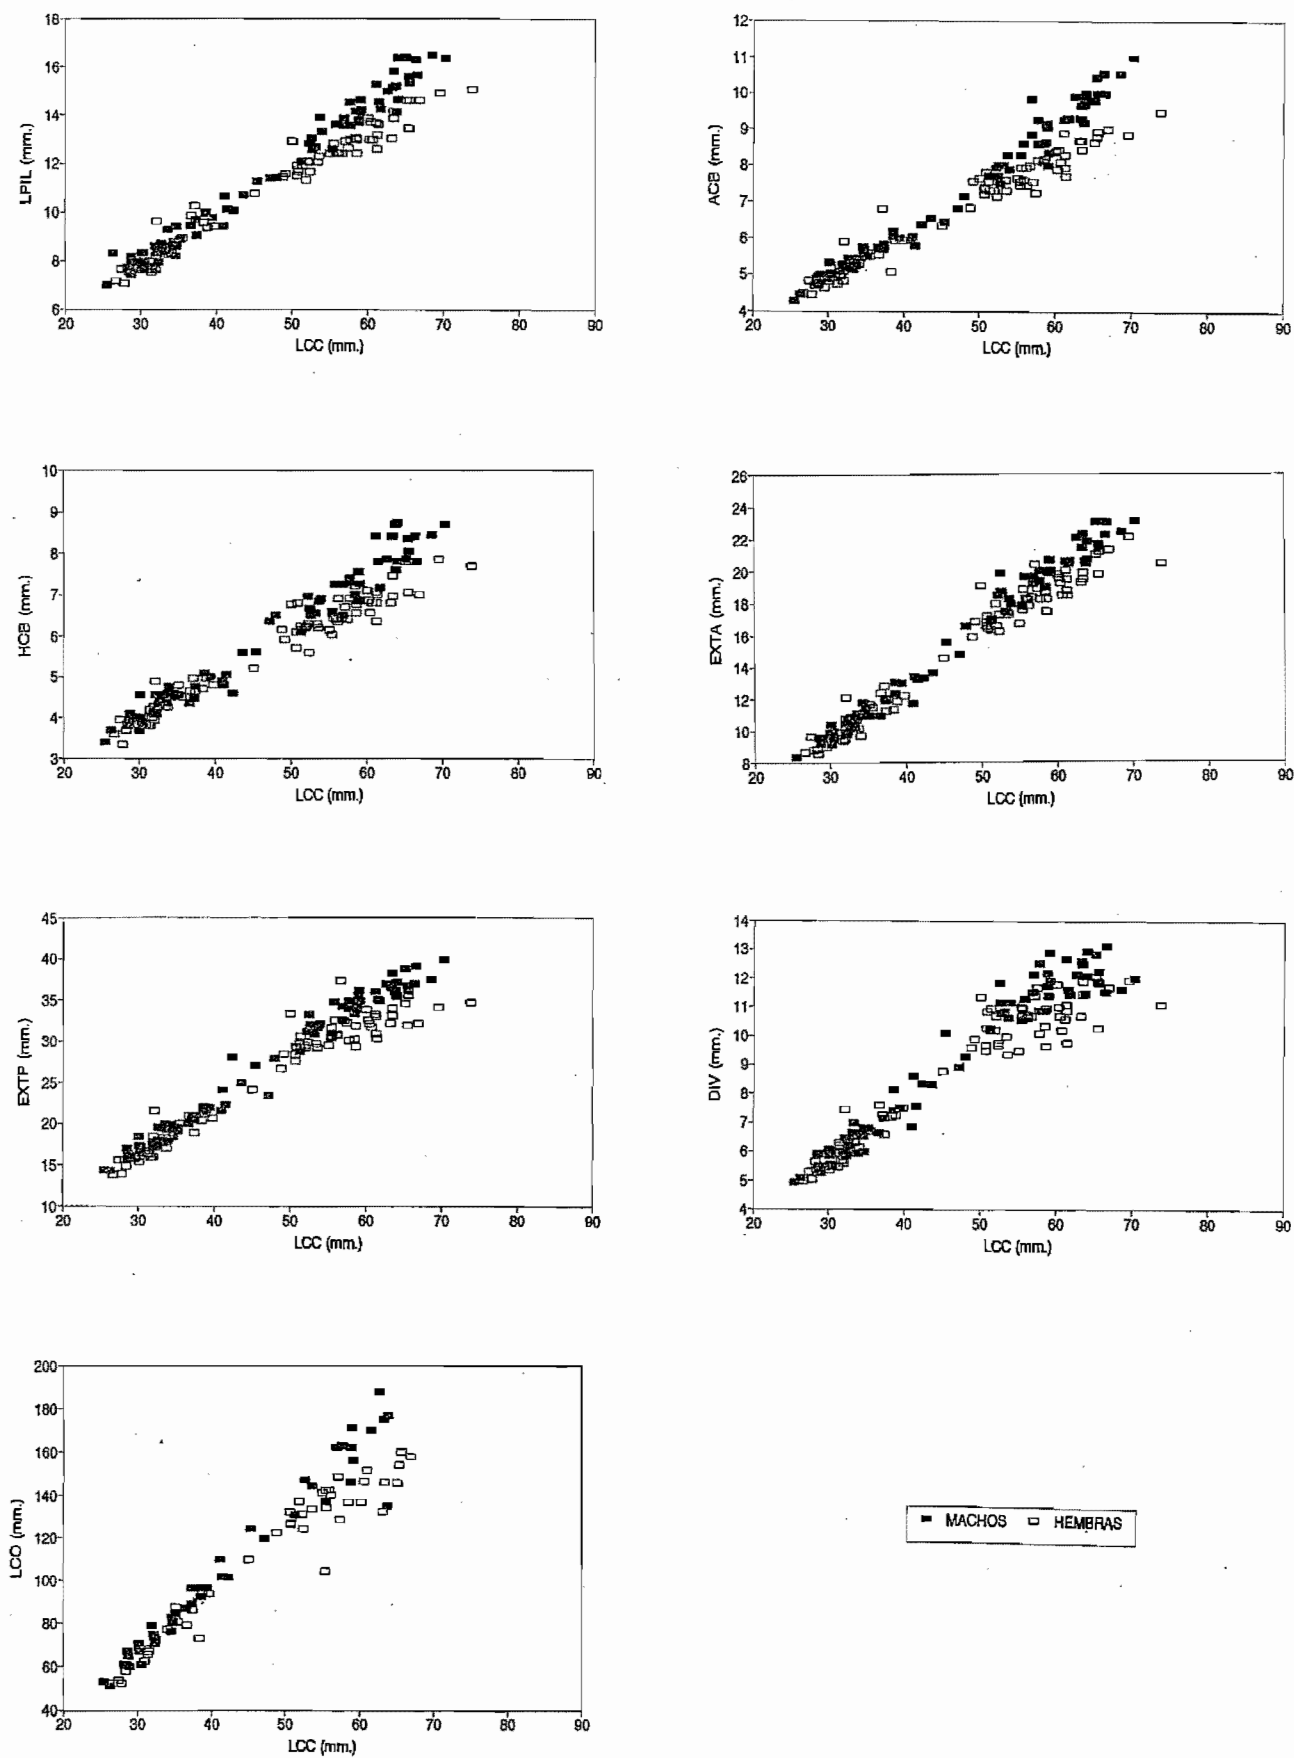 18
16
14
12
10
8
6
LPIL (mm.)
20 30 40 50 60 70 80 90
LCC (mm.)
12
11
10
9
8
7
6
5
4
ACB (mm.)
20 30 40 50 60 70 80 90
LCC (mm.)
10
9
8
7
6
5
4
3
HCB (mm.)
20 30 40 50 60 70 80 90
LCC (mm.)
26
24
22
20
18
16
14
12
10
8
EXTA (mm.)
20 30 40 50 60 70 80 90
LCC (mm.)
45
40
35
30
25
20
15
10
EXTP (mm.)
20 30 40 50 60 70 80 90
LCC (mm.)
14
13
12
11
10
9
8
7
6
5
4
DIV (mm.)
20 30 40 50 60 70 80 90
LCC (mm.)
200
180
160
140
120
100
80
60
40
LCO (mm.)
20 30 40 50 60 70 80 90
LCC (mm.)
MACHOS HEMBRAS